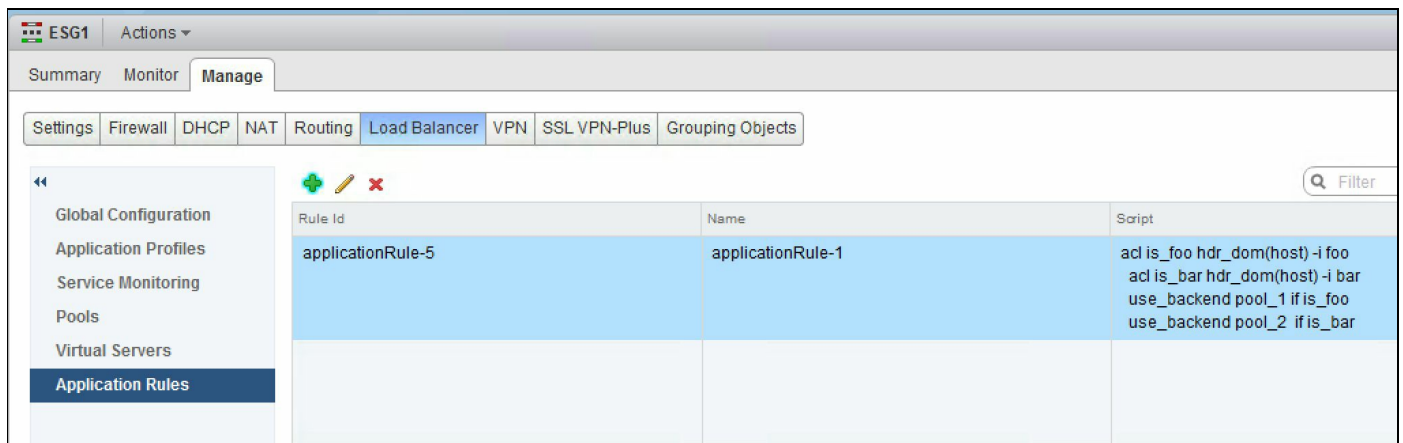 ESG1 Actions
Summary Monitor Manage
Settings Firewall DHCP NAT Routing Load Balancer VPN SSL VPN-Plus Grouping Objects
Filter
Global Configuration
Application Profiles
Service Monitoring
Pools
Virtual Servers
Application Rules
Rule Id Name Script
applicationRule-5 applicationRule-1 acl is_foo hdr_dom(host) -i foo
acl is_bar hdr_dom(host) -i bar
use_backend pool_1 if is_foo
use_backend pool_2 if is_bar